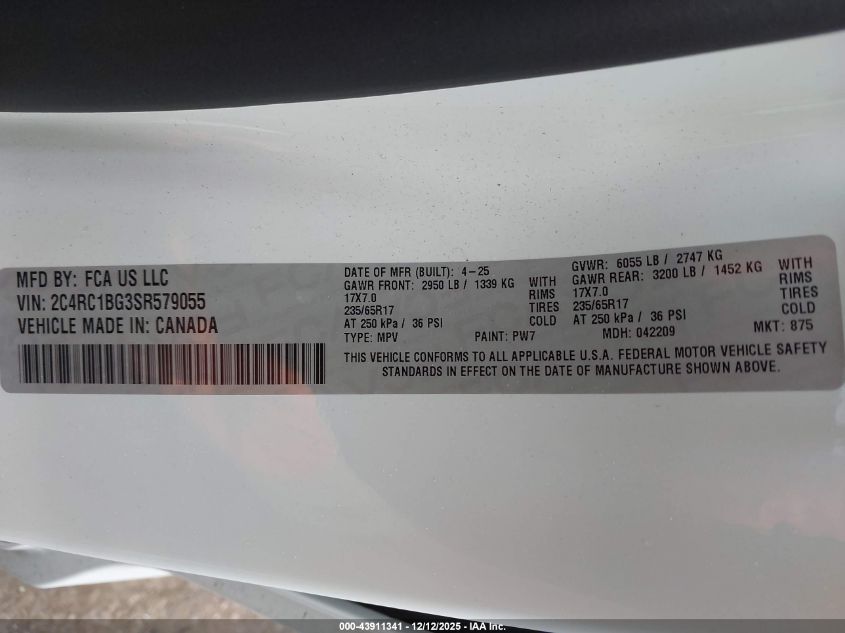 MFD BY: FCA US LLC
VIN: 2C4RC1BG3SR579055
VEHICLE MADE IN: CANADA
DATE OF MFR (BUILT): 4-25
GAWR FRONT: 2950 LB / 1339 KG WITH
17X7.0 RIMS
235/65R17 TIRES
AT 250 kPa / 36 PSI COLD
TYPE: MPV PAINT: PW7
GVWR: 6055 LB / 2747 KG
GAWR REAR: 3200 LB / 1452 KG WITH
17X7.0 RIMS
235/65R17 TIRES
AT 250 kPa / 36 PSI COLD
MDH: 042209 MKT: 875
THIS VEHICLE CONFORMS TO ALL APPLICABLE U.S.A. FEDERAL MOTOR VEHICLE SAFETY
STANDARDS IN EFFECT ON THE DATE OF MANUFACTURE SHOWN ABOVE.
000-43911341 - 12/12/2025 - IAA Inc.